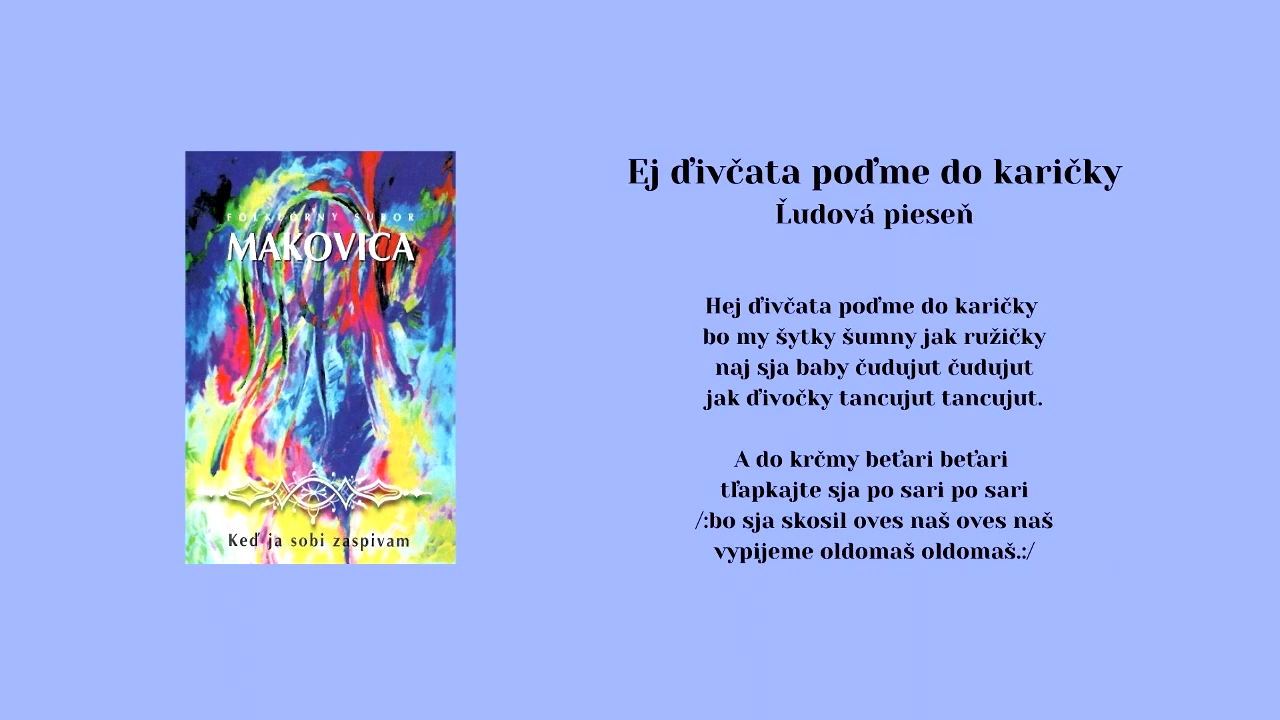 FOLKLÓRNY SÚBOR
MAKOVICA
Keď ja sobi zaspivam
Ej ďivčata poďme do karičky
Ľudová pieseň
Hej ďivčata poďme do karičky
bo my šytky šumny jak ružičky
naj sja baby čudujut čudujut
jak ďivočky tancujut tancujut.
A do krčmy beťari beťari
tľapkajte sja po sari po sari
/:bo sja skosil oves naš oves naš
vypijeme oldomaš oldomaš.:/